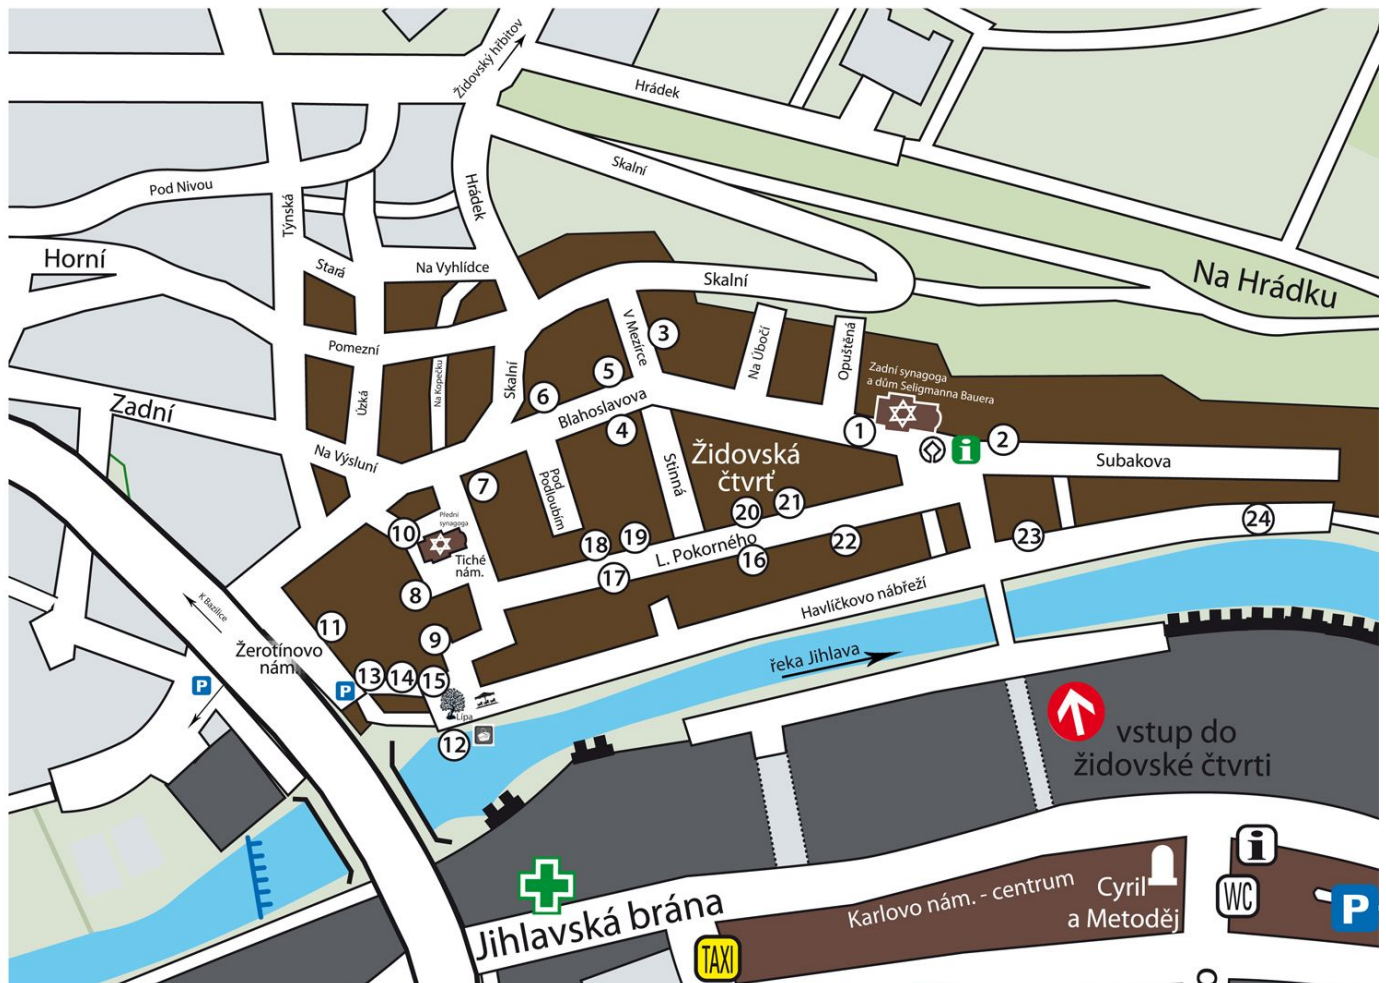 Židovský hřbitov
Hrádek
Skalní
Pod Nivou
Týnská
Hrádek
Horní
Stará
Na Vyhlídce
Skalní
Na Hrádku
Pomezní
V Mezírce
3
Na Úbočí
Opuštěná
Zadní synagoga
a dům Seligmanna Bauera
Zadní
Úzká
Na Kopečku
Skalní
5
6
Blahoslavova
4
1
2
i
Na Výsluní
Židovská
čtvrť
Subakova
7
Pod
Podloubím
Stinná
20
21
10
Přední
synagoga
18
19
L. Pokorného
22
23
24
Tiché
nám.
17
16
8
Havlíčkovo nábřeží
K Bazilice
11
9
Žerotínovo
nám.
řeka Jihlava
P
P
13
14
15
Lípa
12
vstup do
židovské čtvrti
i
Jihlavská brána
Karlovo nám. - centrum
Cyril
a Metoděj
WC
P
TAXI